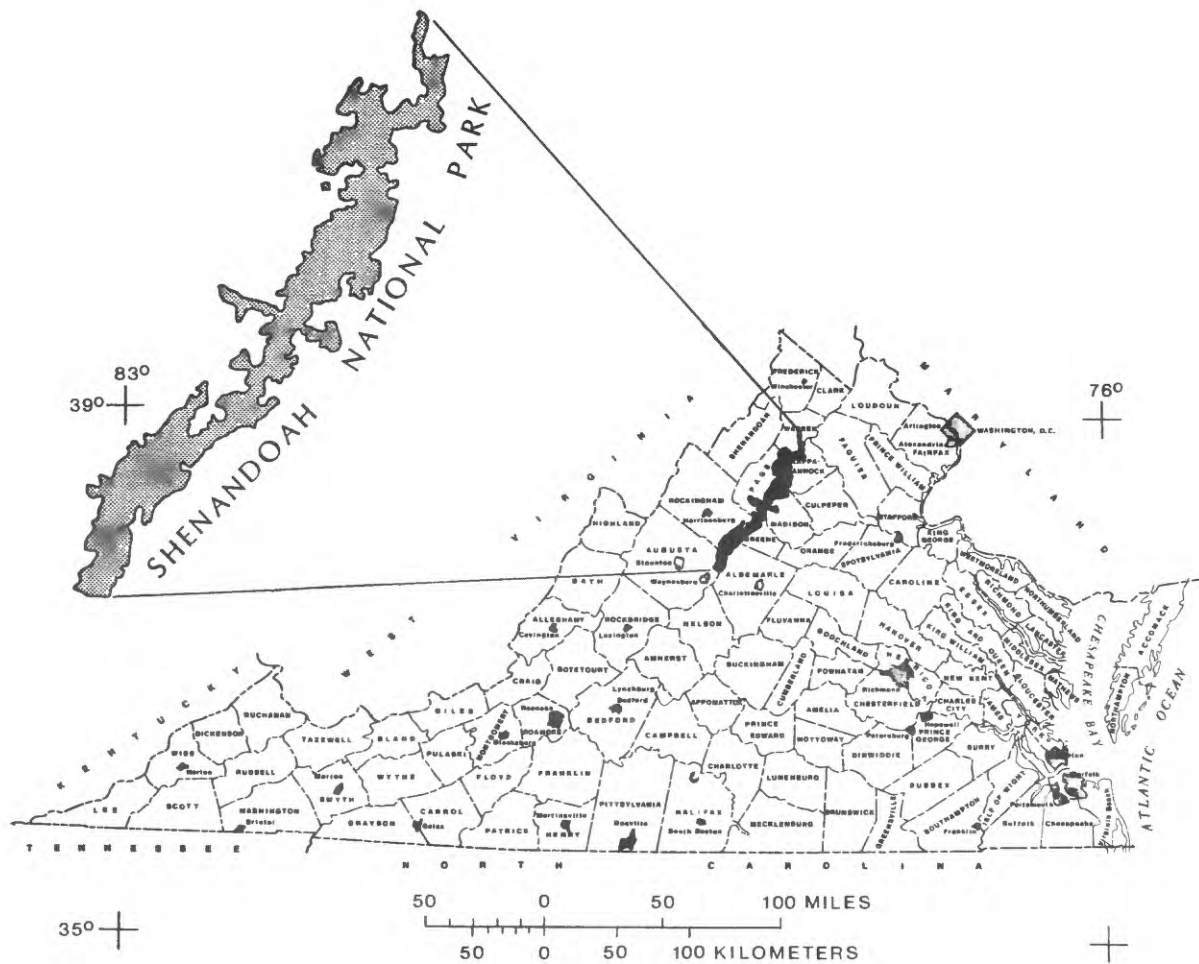 SHENANDOAH NATIONAL PARK
83°
39°
76°
FREDERICK
Winchester
CLARK
LOUDOUN
WARREN
SHENANDOAH
Arlington
WASHINGTON, D.C.
Alexandria
FAIRFAX
FAQUIER
PRINCE WILLIAM
PAGE
ROCKINGHAM
Harrisonburg
CULPEPER
MADISON
STAFFORD
HIGHLAND
GREENE
ORANGE
Fredericksburg
SPOTSYLVANIA
KING GEORGE
AUGUSTA
Staunton
Waynesboro
ALBEMARLE
Charlottesville
LOUISA
CAROLINE
WESTMORELAND
RICHMOND
NORTHUMBERLAND
ESSEX
LANCASTER
BATH
ALLEGHANY
Covington
ROCKBRIDGE
Lexington
NELSON
FLUVANNA
GOOCHLAND
HANOVER
KING WILLIAM
KING AND QUEEN
MIDDLESEX
GLOUCESTER
MATHEWS
CHESAPEAKE BAY
ACCOMACK
NORTHAMPTON
ATLANTIC OCEAN
CRAIG
BOTETOURT
AMHERST
BUCKINGHAM
CUMBERLAND
POWHATAN
HENRICO
Richmond
NEW KENT
CHARLES CITY
JAMES
GILES
Roanoke
ROANOKE
Lynchburg
Bedford
BEDFORD
APPOMATTOX
AMELIA
CHESTERFIELD
Hopewell
PRINCE GEORGE
Petersburg
BUCHANAN
DICKENSON
WISE
Norton
TAZEWELL
BLAND
PULASKI
MONTGOMERY
Blacksburg
CAMPBELL
PRINCE EDWARD
NOTTOWAY
DINWIDDIE
SURRY
RUSSELL
Marion
SMYTH
WYTHE
FLOYD
FRANKLIN
CHARLOTTE
LUNENBURG
SUSSEX
ISLE OF WIGHT
Norfolk
Portsmouth
LEE
SCOTT
WASHINGTON
Bristol
GRAYSON
CARROL
Galax
PATRICK
Martinsville
HENRY
PITTSYLVANIA
Danville
HALIFAX
South Boston
MECKLENBURG
BRUNSWICK
GREENSVILLE
SOUTHAMPTON
Franklin
Suffolk
Chesapeake
Virginia Beach
KENTUCKY
WEST VIRGINIA
MARYLAND
TENNESSEE
NORTH CAROLINA
35°
50 0 50 100 MILES
50 0 50 100 KILOMETERS